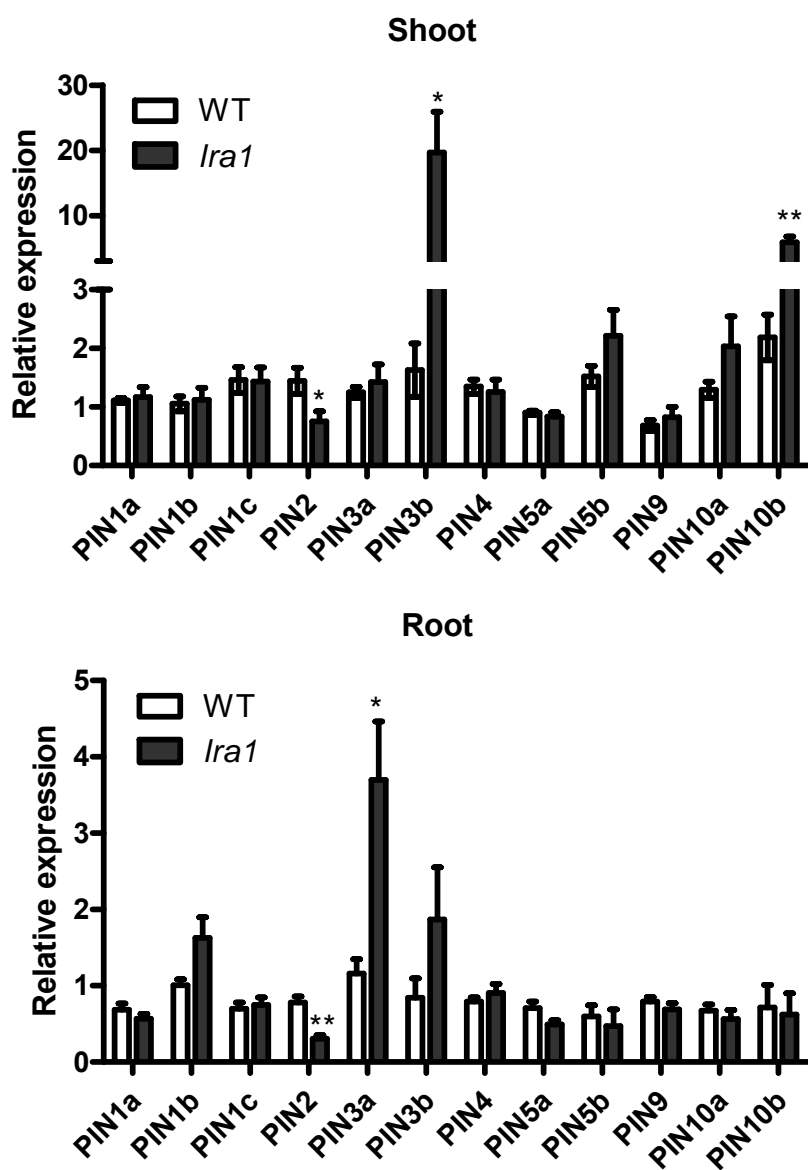 Shoot
WT
lra1
Relative expression
30
20
10
3
2
1
0
*
*
**
PIN1a
PIN1b
PIN1c
PIN2
PIN3a
PIN3b
PIN4
PIN5a
PIN5b
PIN9
PIN10a
PIN10b
Root
WT
lra1
Relative expression
5
4
3
2
1
0
**
*
PIN1a
PIN1b
PIN1c
PIN2
PIN3a
PIN3b
PIN4
PIN5a
PIN5b
PIN9
PIN10a
PIN10b